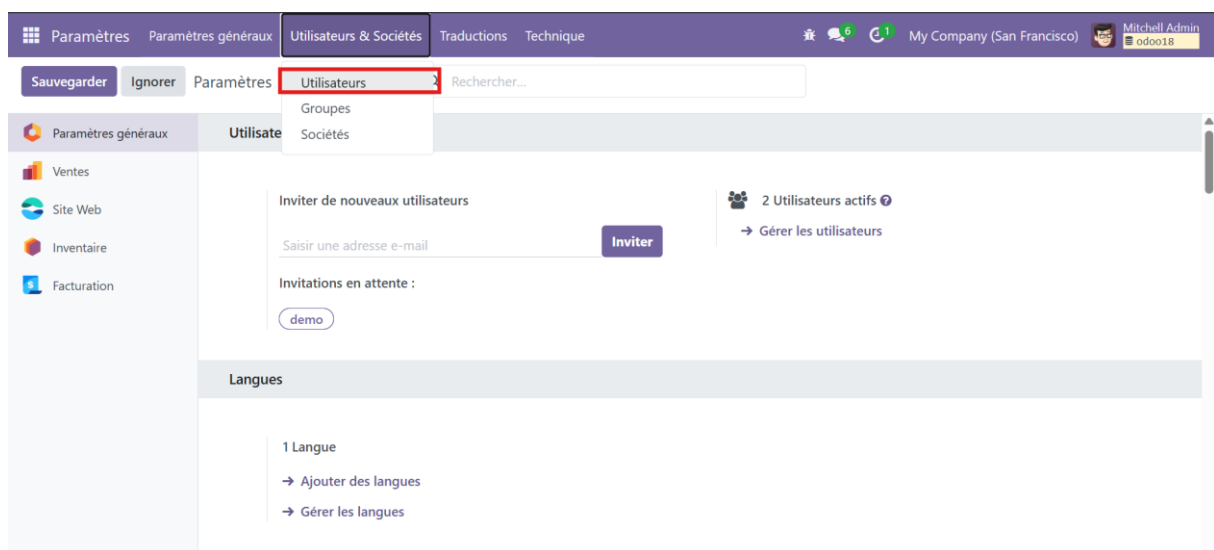 Paramètres Paramètres généraux Utilisateurs & Sociétés Traductions Technique 6 1 My Company (San Francisco) Mitchell Admin
odoo18
Sauvegarder Ignorer Paramètres Utilisateurs Rechercher...
Groupes
Sociétés
Paramètres généraux Utilisate
Ventes
Site Web
Inventaire
Facturation
Inviter de nouveaux utilisateurs
Saisir une adresse e-mail Inviter
Invitations en attente :
demo
2 Utilisateurs actifs ?
→ Gérer les utilisateurs
Langues
1 Langue
→ Ajouter des langues
→ Gérer les langues